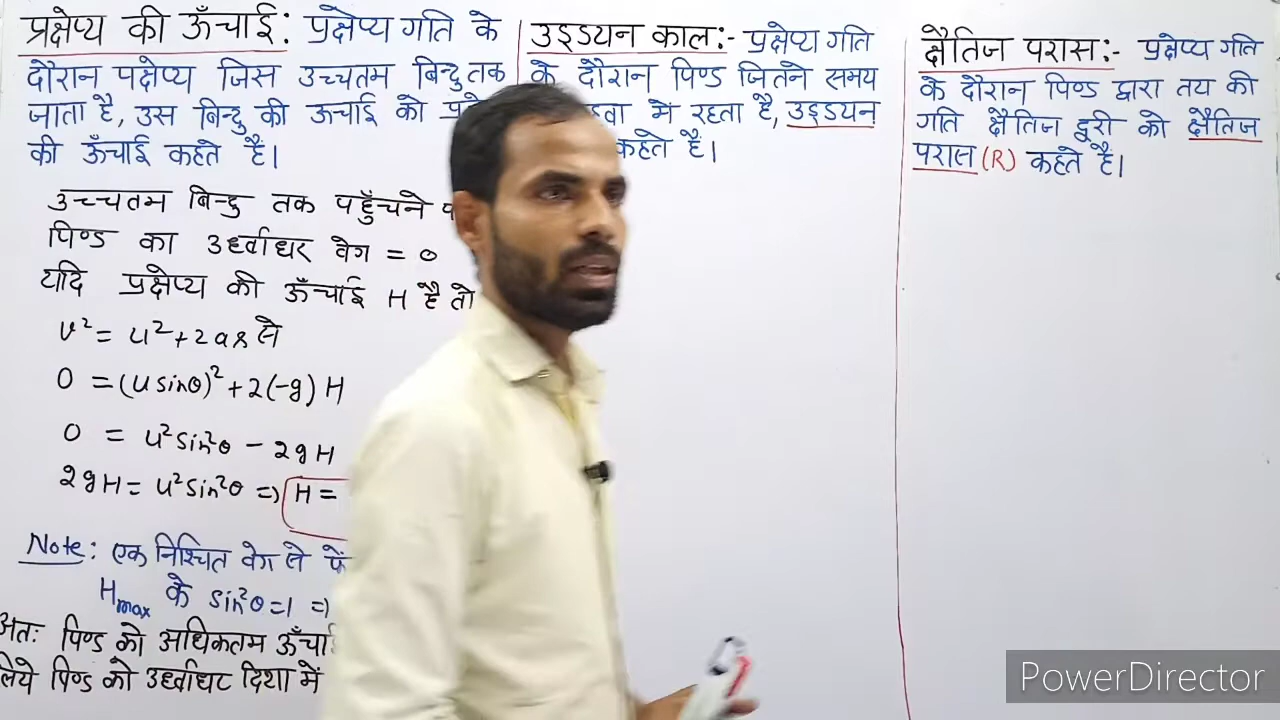 प्रक्षेप्य की ऊँचाई: प्रक्षेप्य गति के
दौरान पक्षेप्य जिस उच्चतम बिन्दु तक
जाता है, उस बिन्दु की ऊचाई को
की ऊँचाई कहते हैं।
उच्चतम बिन्दु तक पहुँचने
पिण्ड का उर्ध्वाधर वेग = 0
यदि प्रक्षेप्य की ऊँचाई H है तो
v² = u² + 2as से
0 = (u sinθ)² + 2(-g) H
0 = u² sin²θ - 2gH
2gH = u² sin²θ => H =
Note: एक निश्चित वेग से
Hmax के sin²θ = 1 =>
अतः पिण्ड को अधिकतम
लिये पिण्ड को उर्ध्वाधर दिशा में
उड्डयन काल:- प्रक्षेप्य गति
के दौरान पिण्ड जितने समय
में रहता है, उड्डयन
कहते हैं।
क्षैतिज परास:- प्रक्षेप्य गति
के दौरान पिण्ड द्वारा तय की
गति क्षैतिज दुरी को क्षैतिज
परास (R) कहते हैं।
PowerDirector